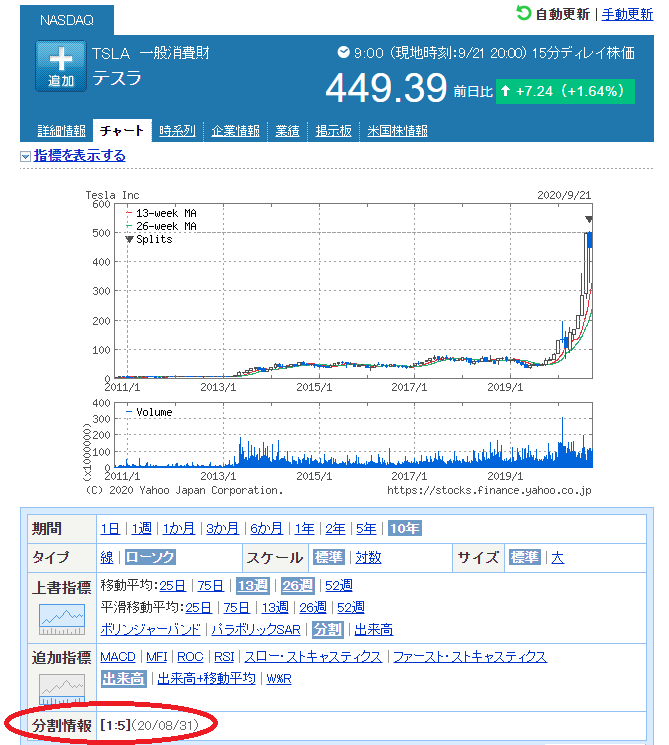 NASDAQ
自動更新 | 手動更新
追加
TSLA 一般消費財
テスラ
9:00 (現地時刻:9/21 20:00) 15分ディレイ株価
449.39 前日比 +7.24 (+1.64%)
詳細情報 チャート 時系列 企業情報 業績 掲示板 米国株情報
指標を表示する
Tesla Inc 2020/9/21
13-week MA
26-week MA
Splits
600
500
400
300
200
100
0
2011/1 2013/1 2015/1 2017/1 2019/1
Volume
400
300
200
100
0
(x1000000)
2011/1 2013/1 2015/1 2017/1 2019/1
(C) 2020 Yahoo Japan Corporation. https://stocks.finance.yahoo.co.jp
期間 1日 | 1週 | 1か月 | 3か月 | 6か月 | 1年 | 2年 | 5年 | 10年
タイプ 線 | ローソク スケール 標準 | 対数 サイズ 標準 | 大
上書指標 移動平均:25日 | 75日 | 13週 | 26週 | 52週
平滑移動平均:25日 | 75日 | 13週 | 26週 | 52週
ボリンジャーバンド | パラボリックSAR | 分割 | 出来高
追加指標 MACD | MFI | ROC | RSI | スロー・ストキャスティクス | ファースト・ストキャスティクス
出来高 | 出来高+移動平均 | W%R
分割情報 [1:5](20/08/31)